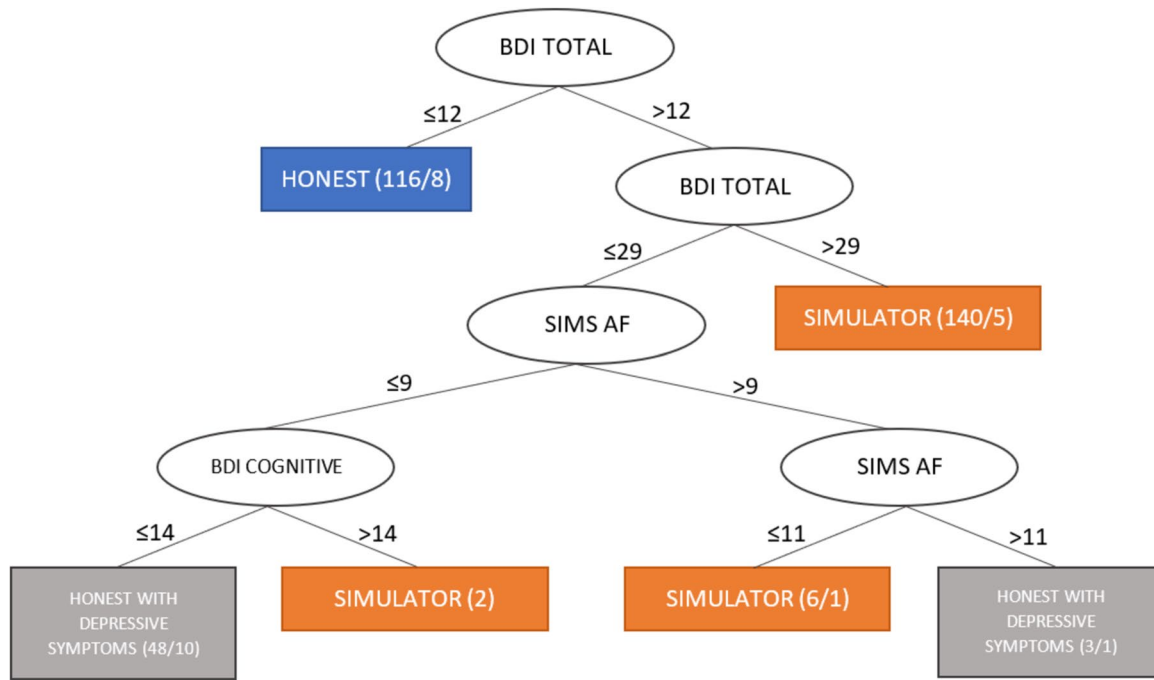 BDI TOTAL
≤12
>12
HONEST (116/8)
BDI TOTAL
≤29
>29
SIMS AF
SIMULATOR (140/5)
≤9
>9
BDI COGNITIVE
SIMS AF
≤14
>14
≤11
>11
HONEST WITH
DEPRESSIVE
SYMPTOMS (48/10)
SIMULATOR (2)
SIMULATOR (6/1)
HONEST WITH
DEPRESSIVE
SYMPTOMS (3/1)